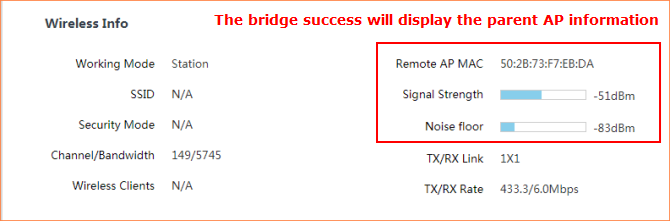 Wireless Info
The bridge success will display the parent AP information
Working Mode Station
SSID N/A
Security Mode N/A
Channel/Bandwidth 149/5745
Wireless Clients N/A
Remote AP MAC 50:2B:73:F7:EB:DA
Signal Strength -51dBm
Noise floor -83dBm
TX/RX Link 1X1
TX/RX Rate 433.3/6.0Mbps